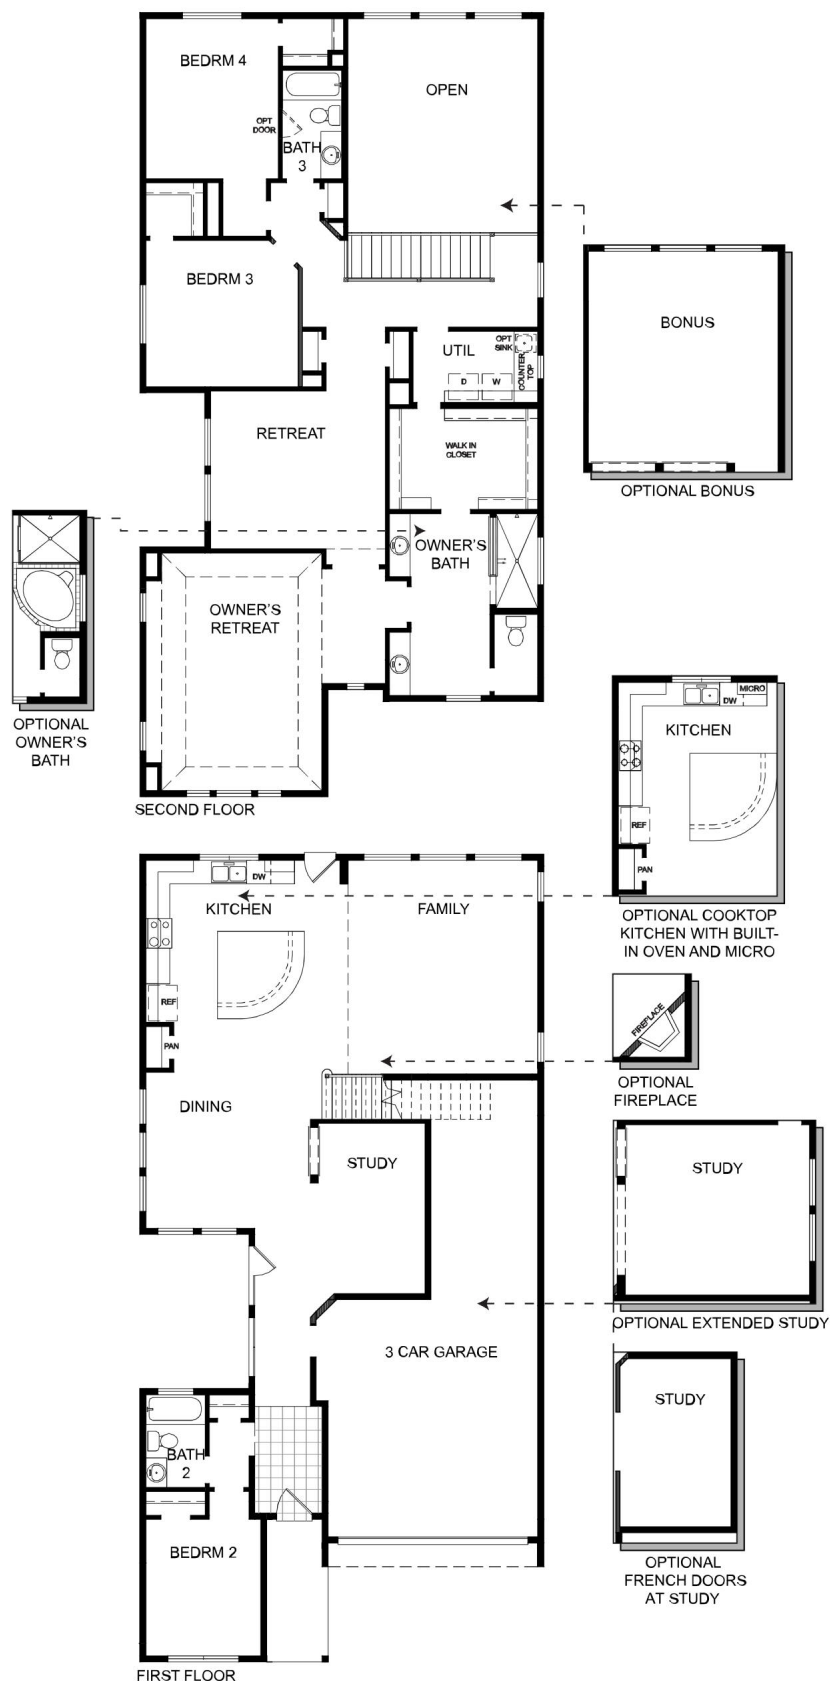 BEDRM 4
OPEN
OPT
DOOR
BATH
3
BEDRM 3
UTIL
OPT
SINK
COUNTER
TOP
D
W
RETREAT
WALK IN
CLOSET
OWNER'S
BATH
OWNER'S
RETREAT
SECOND FLOOR
BONUS
OPTIONAL BONUS
OPTIONAL
OWNER'S
BATH
MICRO
DW
KITCHEN
REF
PAN
OPTIONAL COOKTOP
KITCHEN WITH BUILT-
IN OVEN AND MICRO
DW
KITCHEN
FAMILY
REF
PAN
DINING
STUDY
3 CAR GARAGE
BATH
2
BEDRM 2
FIRST FLOOR
FIREPLACE
OPTIONAL
FIREPLACE
STUDY
OPTIONAL EXTENDED STUDY
STUDY
OPTIONAL
FRENCH DOORS
AT STUDY